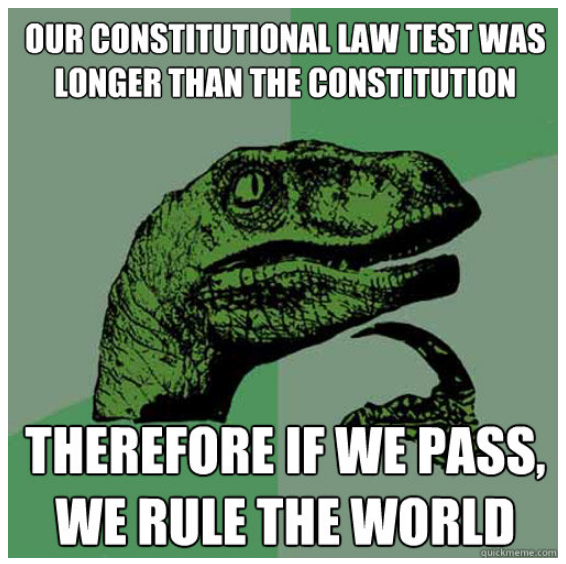 OUR CONSTITUTIONAL LAW TEST WAS
LONGER THAN THE CONSTITUTION
THEREFORE IF WE PASS,
WE RULE THE WORLD
quickmeme.com